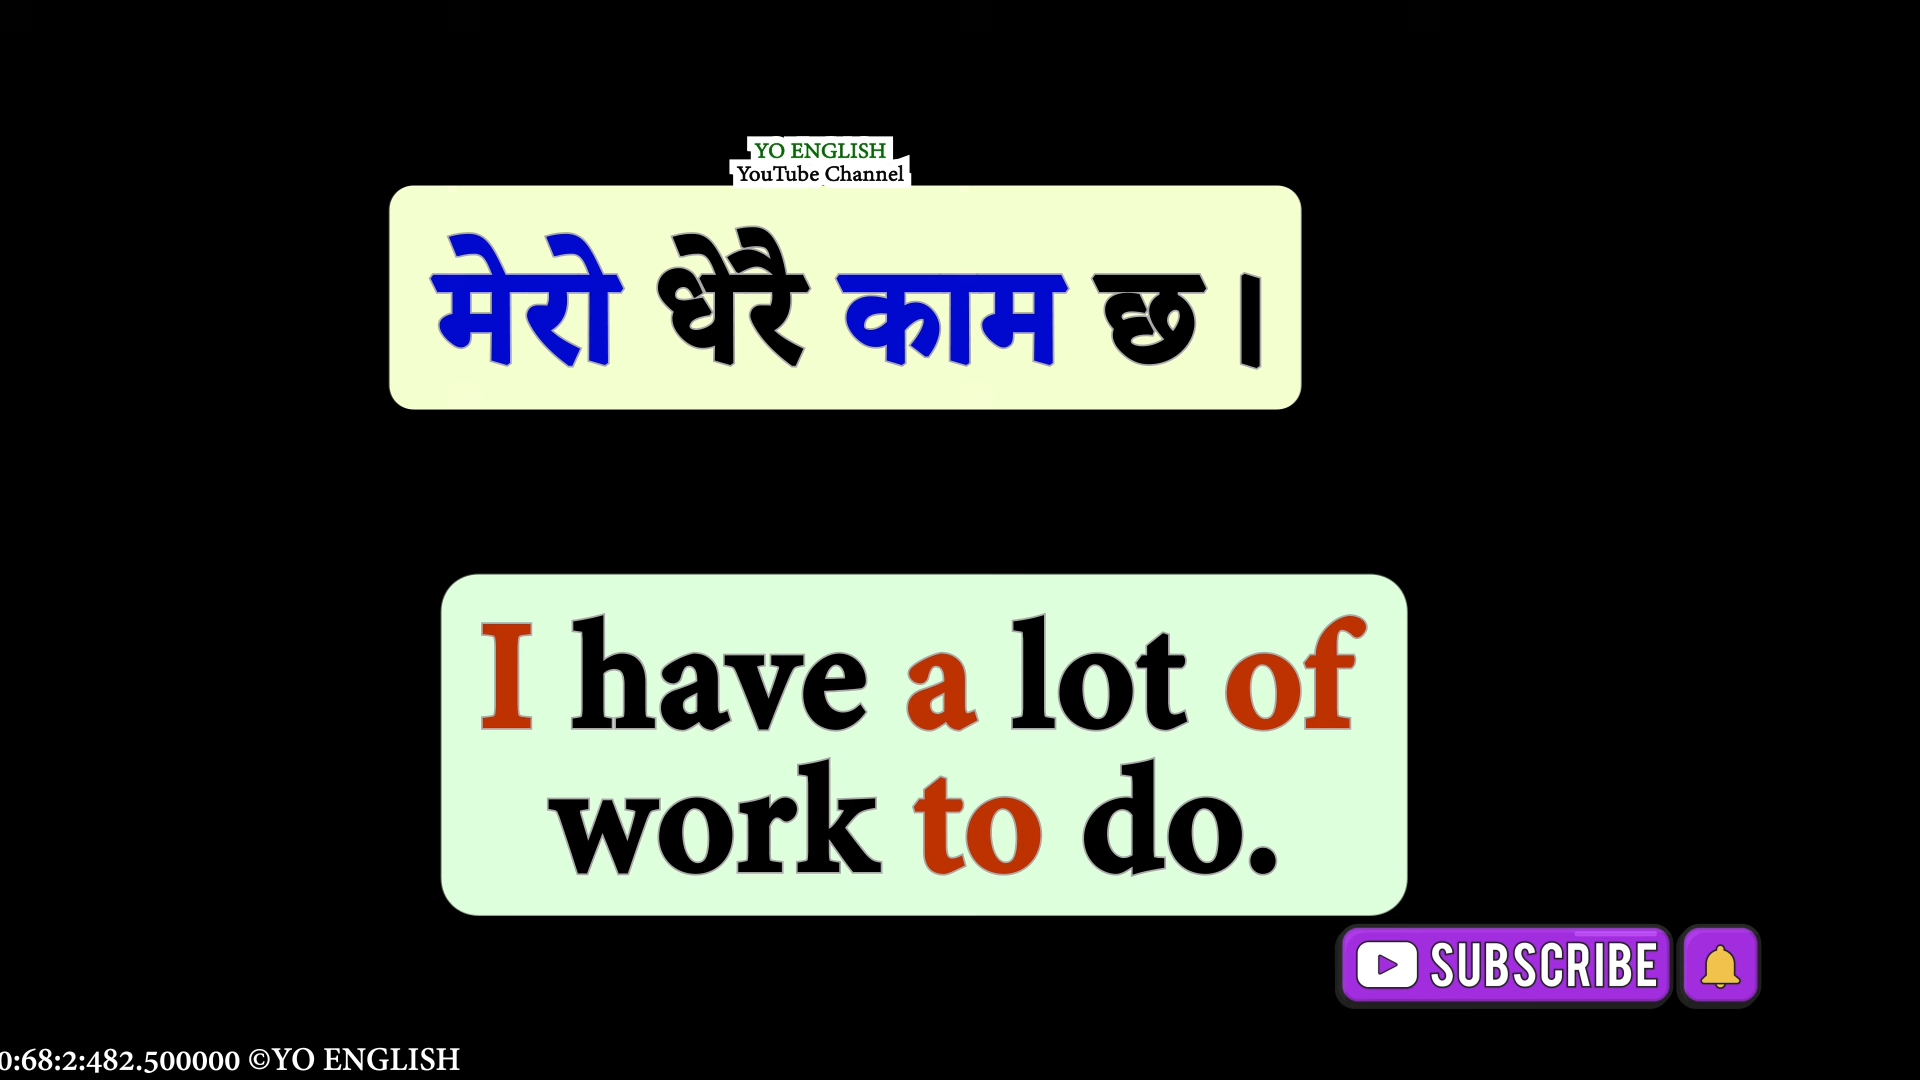 YO ENGLISH
YouTube Channel
मेरो धेरै काम छ।
I have a lot of
work to do.
SUBSCRIBE
0:68:2:482.500000 ©YO ENGLISH